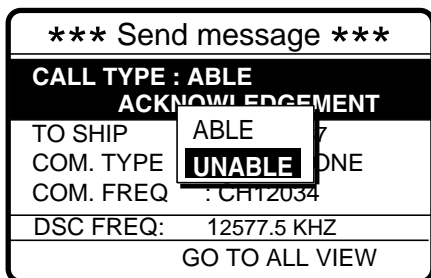 *** Send message ***
CALL TYPE : ABLE
ACKNOWLEDGEMENT
TO SHIP 7
ABLE
COM. TYPE ONE
UNABLE
COM. FREQ : CH12034
DSC FREQ: 12577.5 KHZ
GO TO ALL VIEW